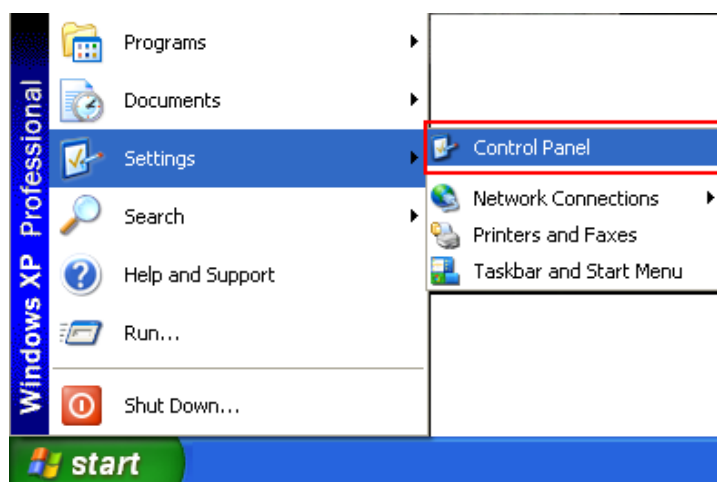 Windows XP Professional
Programs
Documents
Settings
Search
Help and Support
Run...
Shut Down...
Control Panel
Network Connections
Printers and Faxes
Taskbar and Start Menu
start